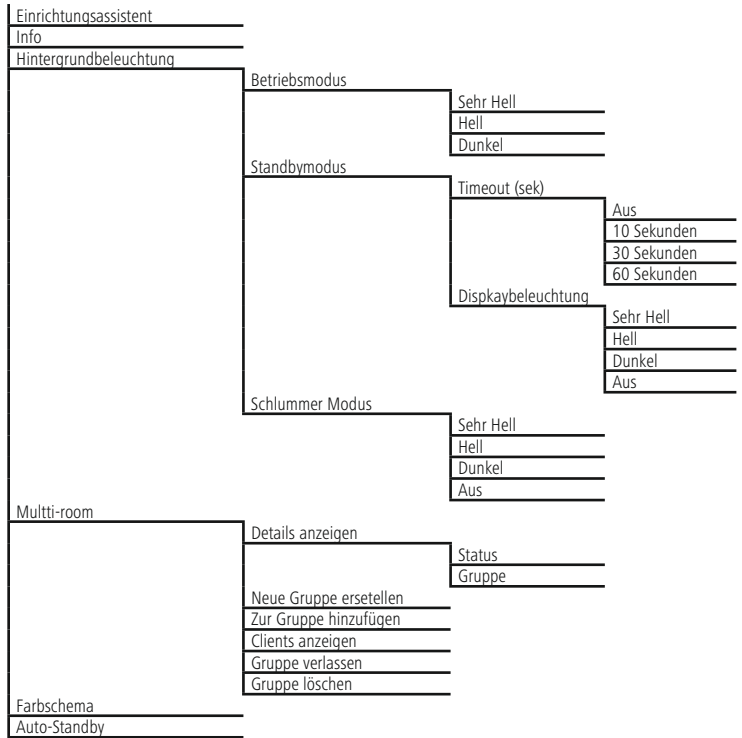 Einrichtungsassistent
Info
Hintergrundbeleuchtung
Betriebsmodus
Sehr Hell
Hell
Dunkel
Standbymodus
Timeout (sek)
Aus
10 Sekunden
30 Sekunden
60 Sekunden
Dispkaybeleuchtung
Sehr Hell
Hell
Dunkel
Aus
Schlummer Modus
Sehr Hell
Hell
Dunkel
Aus
Multti-room
Details anzeigen
Status
Gruppe
Neue Gruppe ersetellen
Zur Gruppe hinzufügen
Clients anzeigen
Gruppe verlassen
Gruppe löschen
Farbschema
Auto-Standby